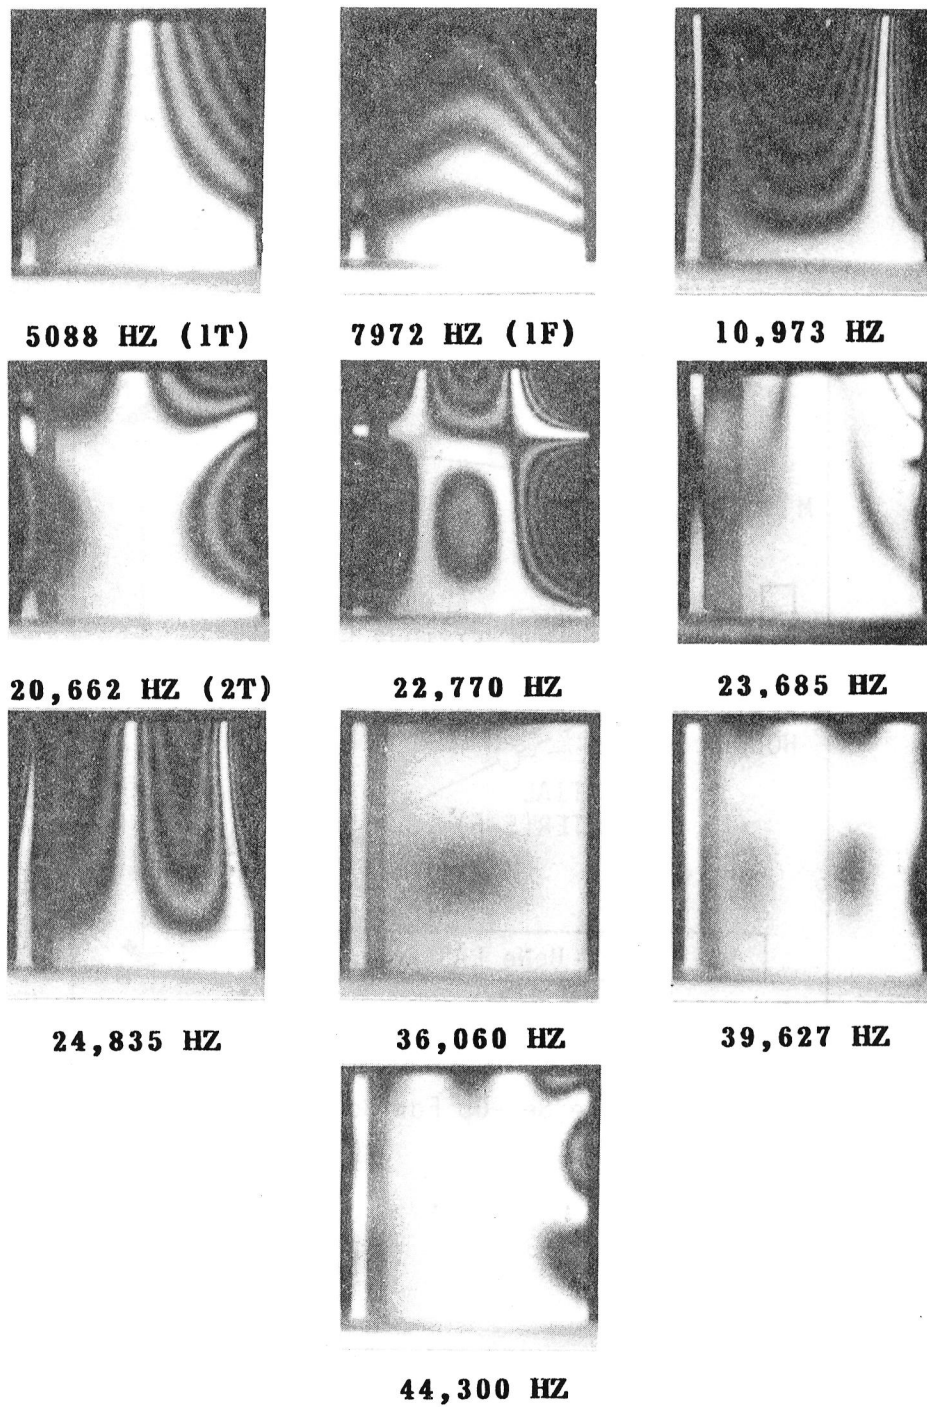 5088 HZ (1T)
7972 HZ (1F)
10,973 HZ
20,662 HZ (2T)
22,770 HZ
23,685 HZ
24,835 HZ
36,060 HZ
39,627 HZ
44,300 HZ